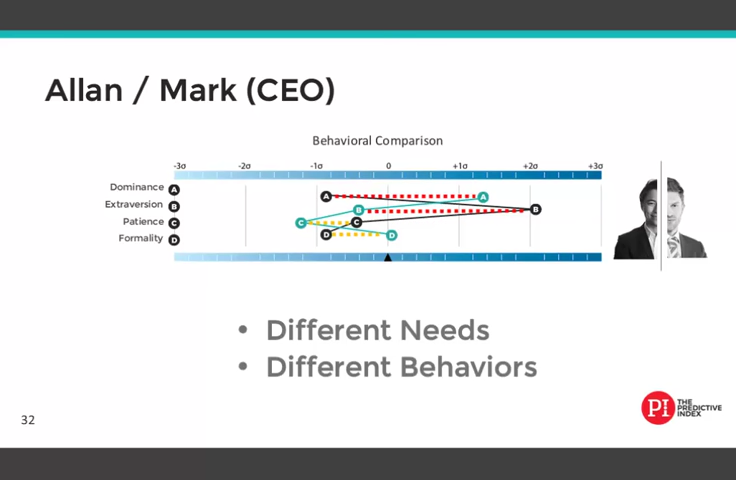 Allan / Mark (CEO)
Behavioral Comparison
-3σ -2σ -1σ 0 +1σ +2σ +3σ
Dominance A
Extraversion B
Patience C
Formality D
A A
B B
C C
D D
• Different Needs
• Different Behaviors
32
PI THE
PREDICTIVE
INDEX